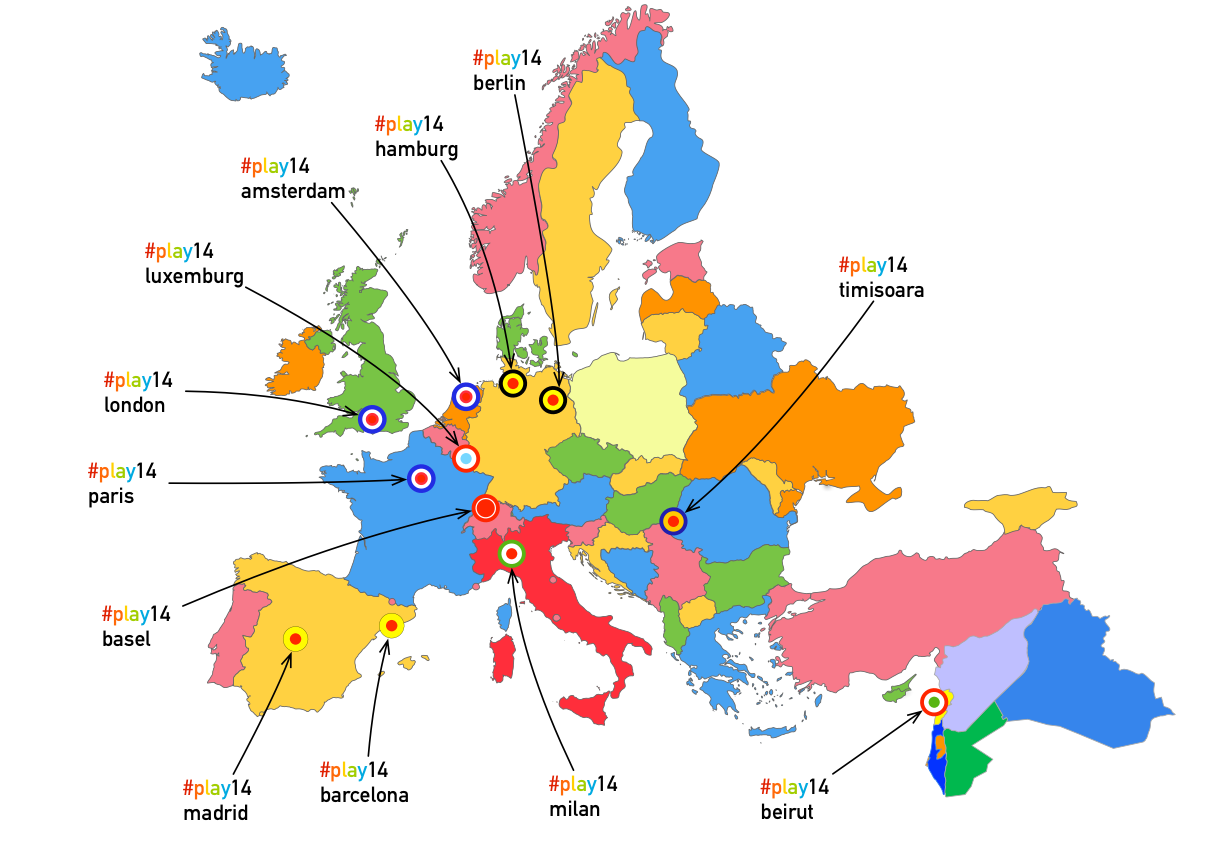 #play14
berlin
#play14
hamburg
#play14
amsterdam
#play14
luxemburg
#play14
timisoara
#play14
london
#play14
paris
#play14
basel
#play14
madrid
#play14
barcelona
#play14
milan
#play14
beirut